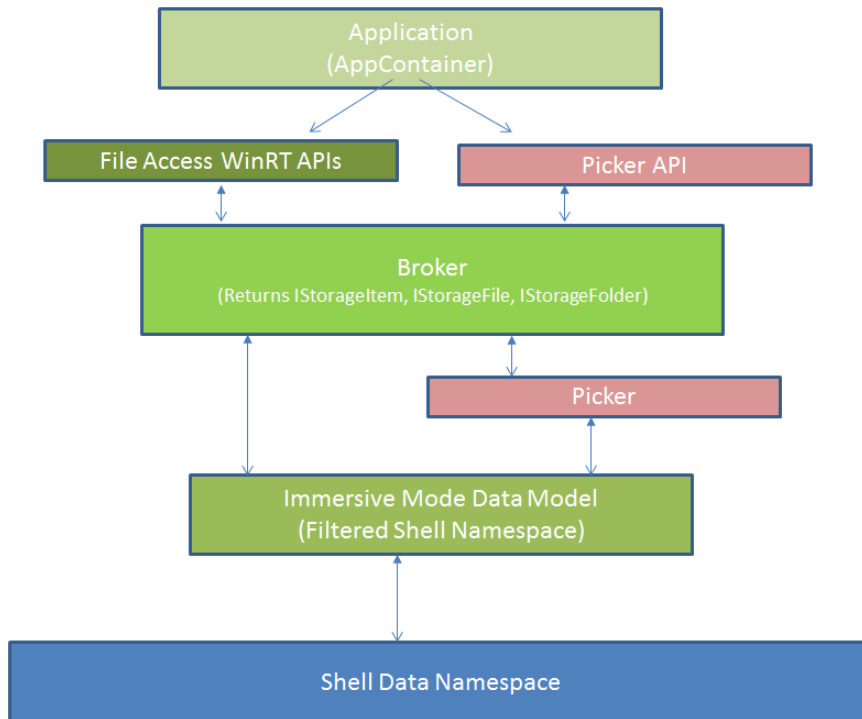 Application
(AppContainer)
File Access WinRT APIs
Picker API
Broker
(Returns IStorageItem, IStorageFile, IStorageFolder)
Picker
Immersive Mode Data Model
(Filtered Shell Namespace)
Shell Data Namespace